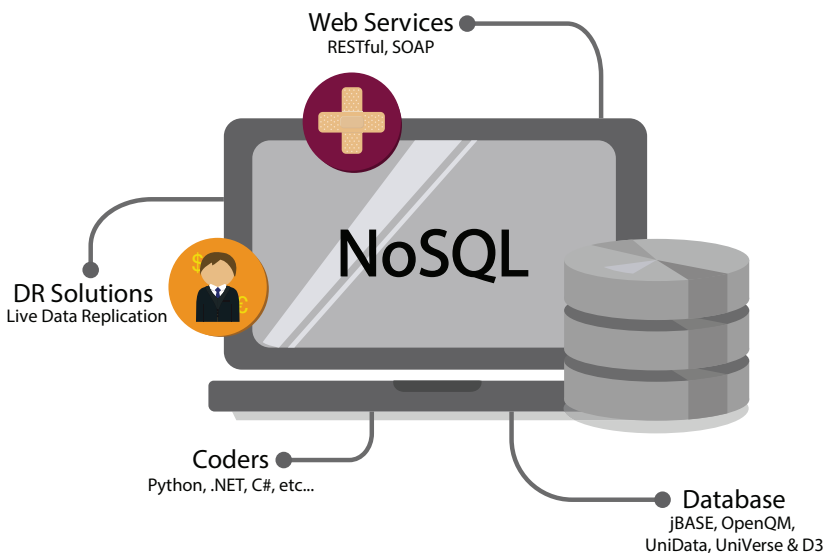 Web Services
RESTful, SOAP
NoSQL
DR Solutions
Live Data Replication
Coders
Python, .NET, C#, etc...
Database
jBASE, OpenQM,
UniData, UniVerse & D3